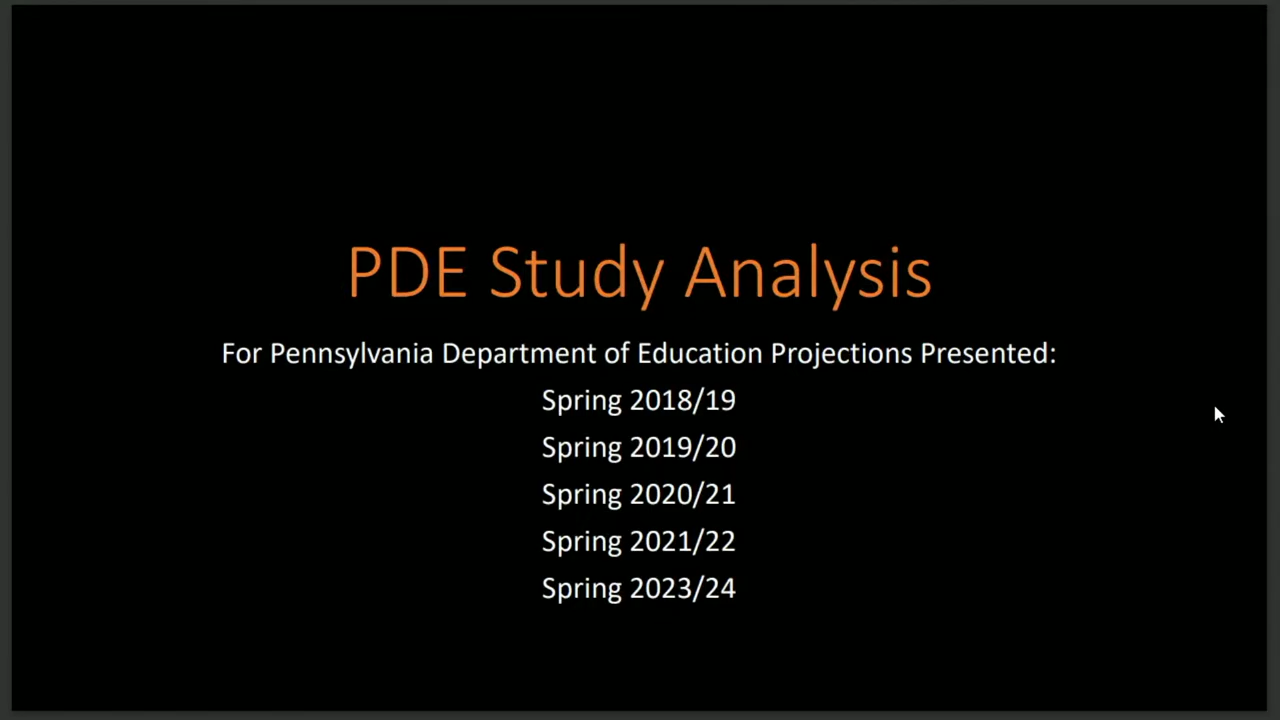 PDE Study Analysis
For Pennsylvania Department of Education Projections Presented:
Spring 2018/19
Spring 2019/20
Spring 2020/21
Spring 2021/22
Spring 2023/24